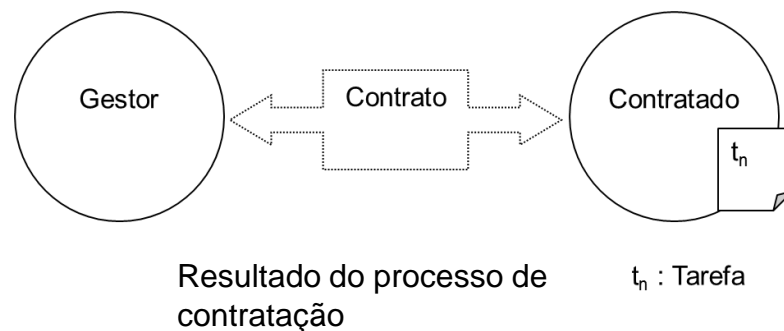 Gestor
Contrato
Contratado
tₙ
Resultado do processo de
contratação
tₙ : Tarefa